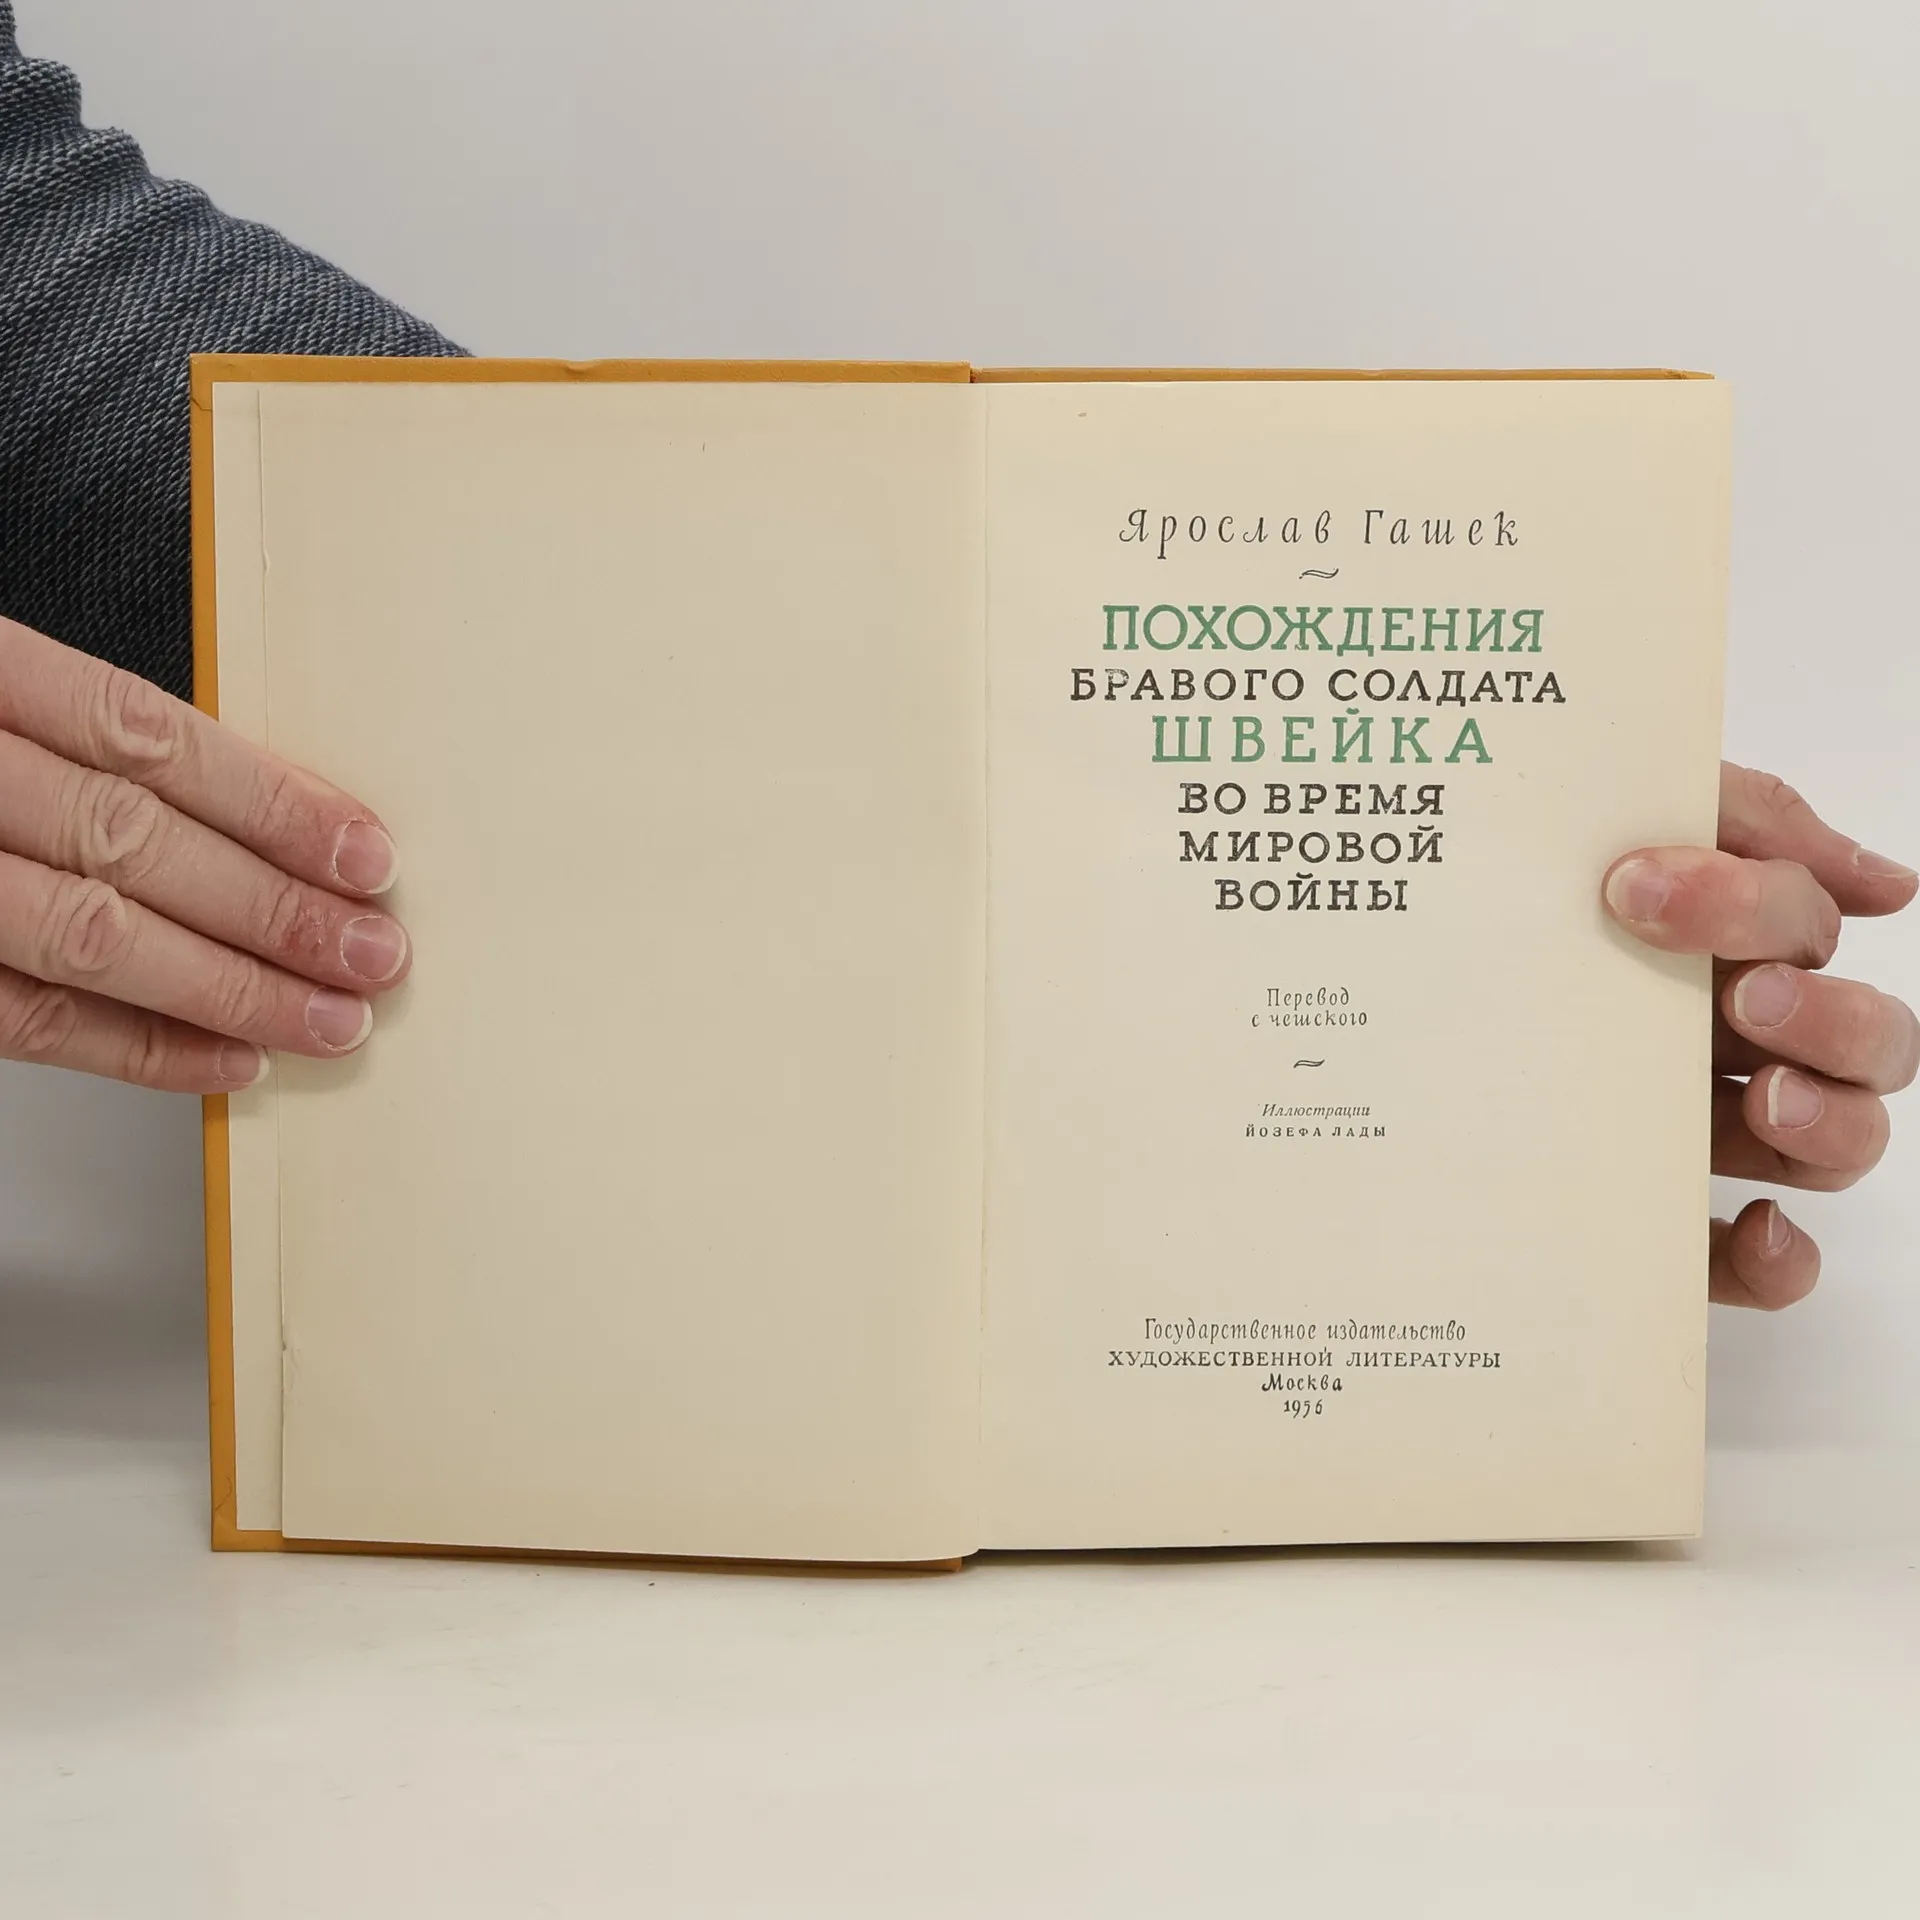 Ярослав Гашек
ПОХОЖДЕНИЯ
БРАВОГО СОЛДАТА
ШВЕЙКА
ВО ВРЕМЯ
МИРОВОЙ
ВОЙНЫ
Перевод
с чешского
Иллюстрации
ЙОЗЕФА ЛАДЫ
Государственное издательство
ХУДОЖЕСТВЕННОЙ ЛИТЕРАТУРЫ
Москва
1956